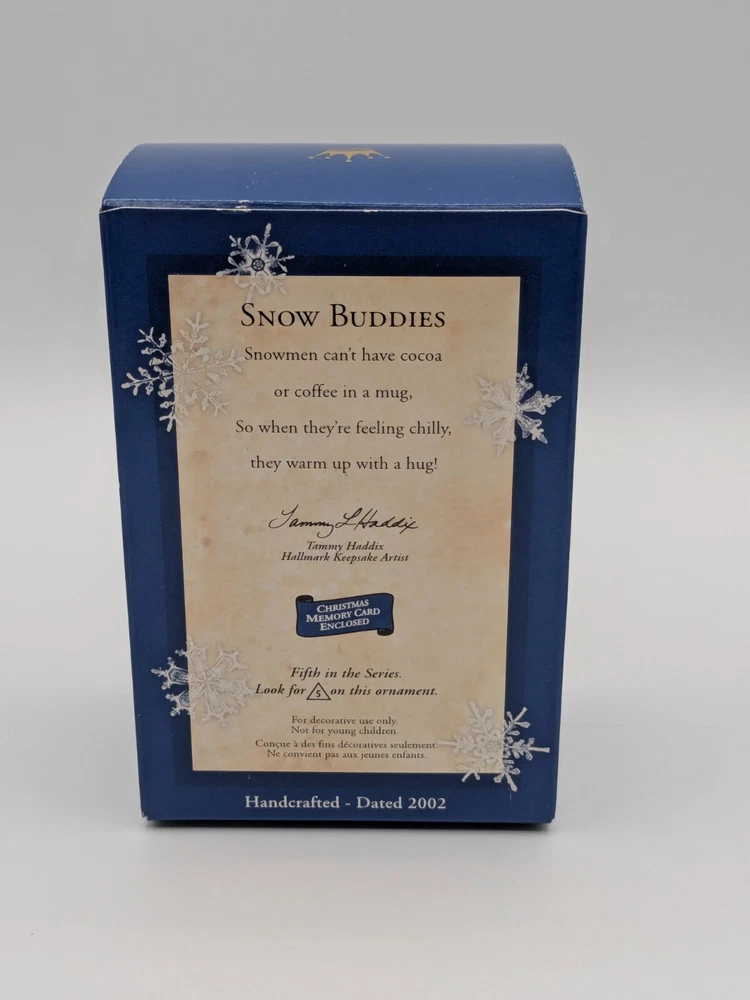 SNOW BUDDIES
Snowmen can't have cocoa
or coffee in a mug,
So when they're feeling chilly,
they warm up with a hug!
Tammy L Haddix
Tammy Haddix
Hallmark Keepsake Artist
CHRISTMAS
MEMORY CARD
ENCLOSED
Fifth in the Series.
Look for 5 on this ornament.
For decorative use only.
Not for young children.
Conçue à des fins décoratives seulement.
Ne convient pas aux jeunes enfants.
Handcrafted - Dated 2002